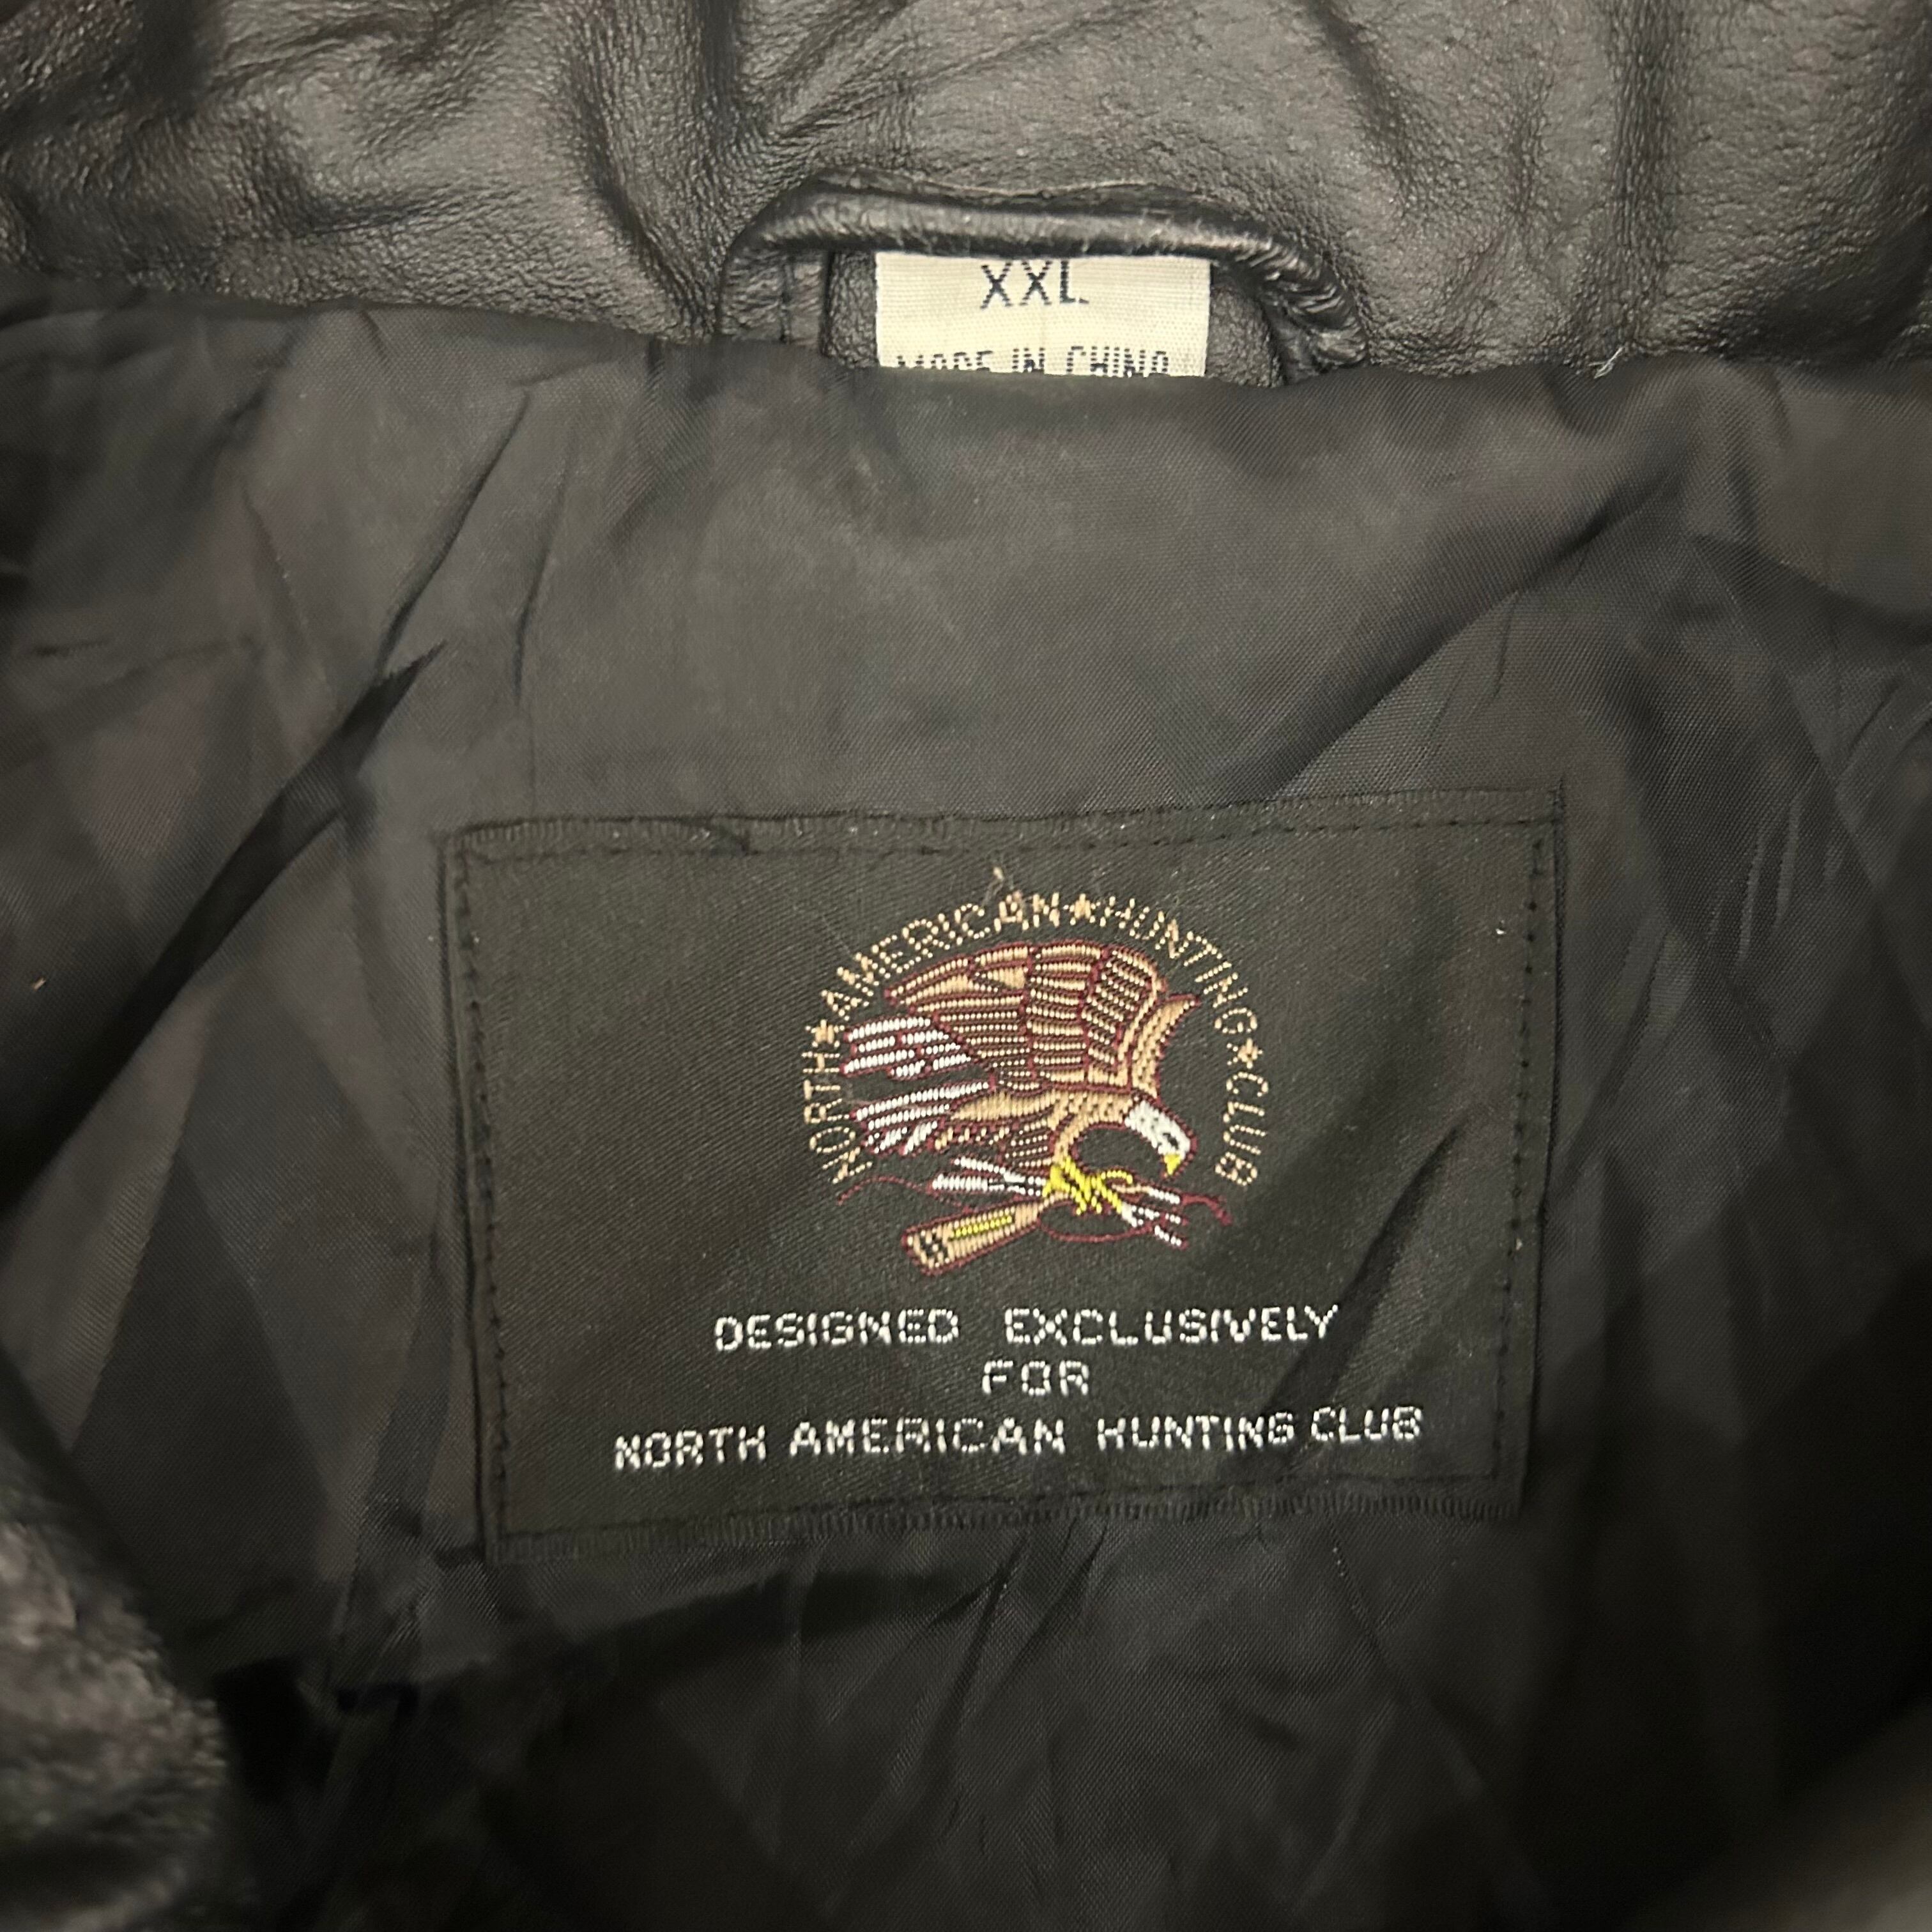 XXL
MADE IN CHINA
NORTH★AMERICAN★HUNTING★CLUB
DESIGNED EXCLUSIVELY
FOR
NORTH AMERICAN HUNTING CLUB